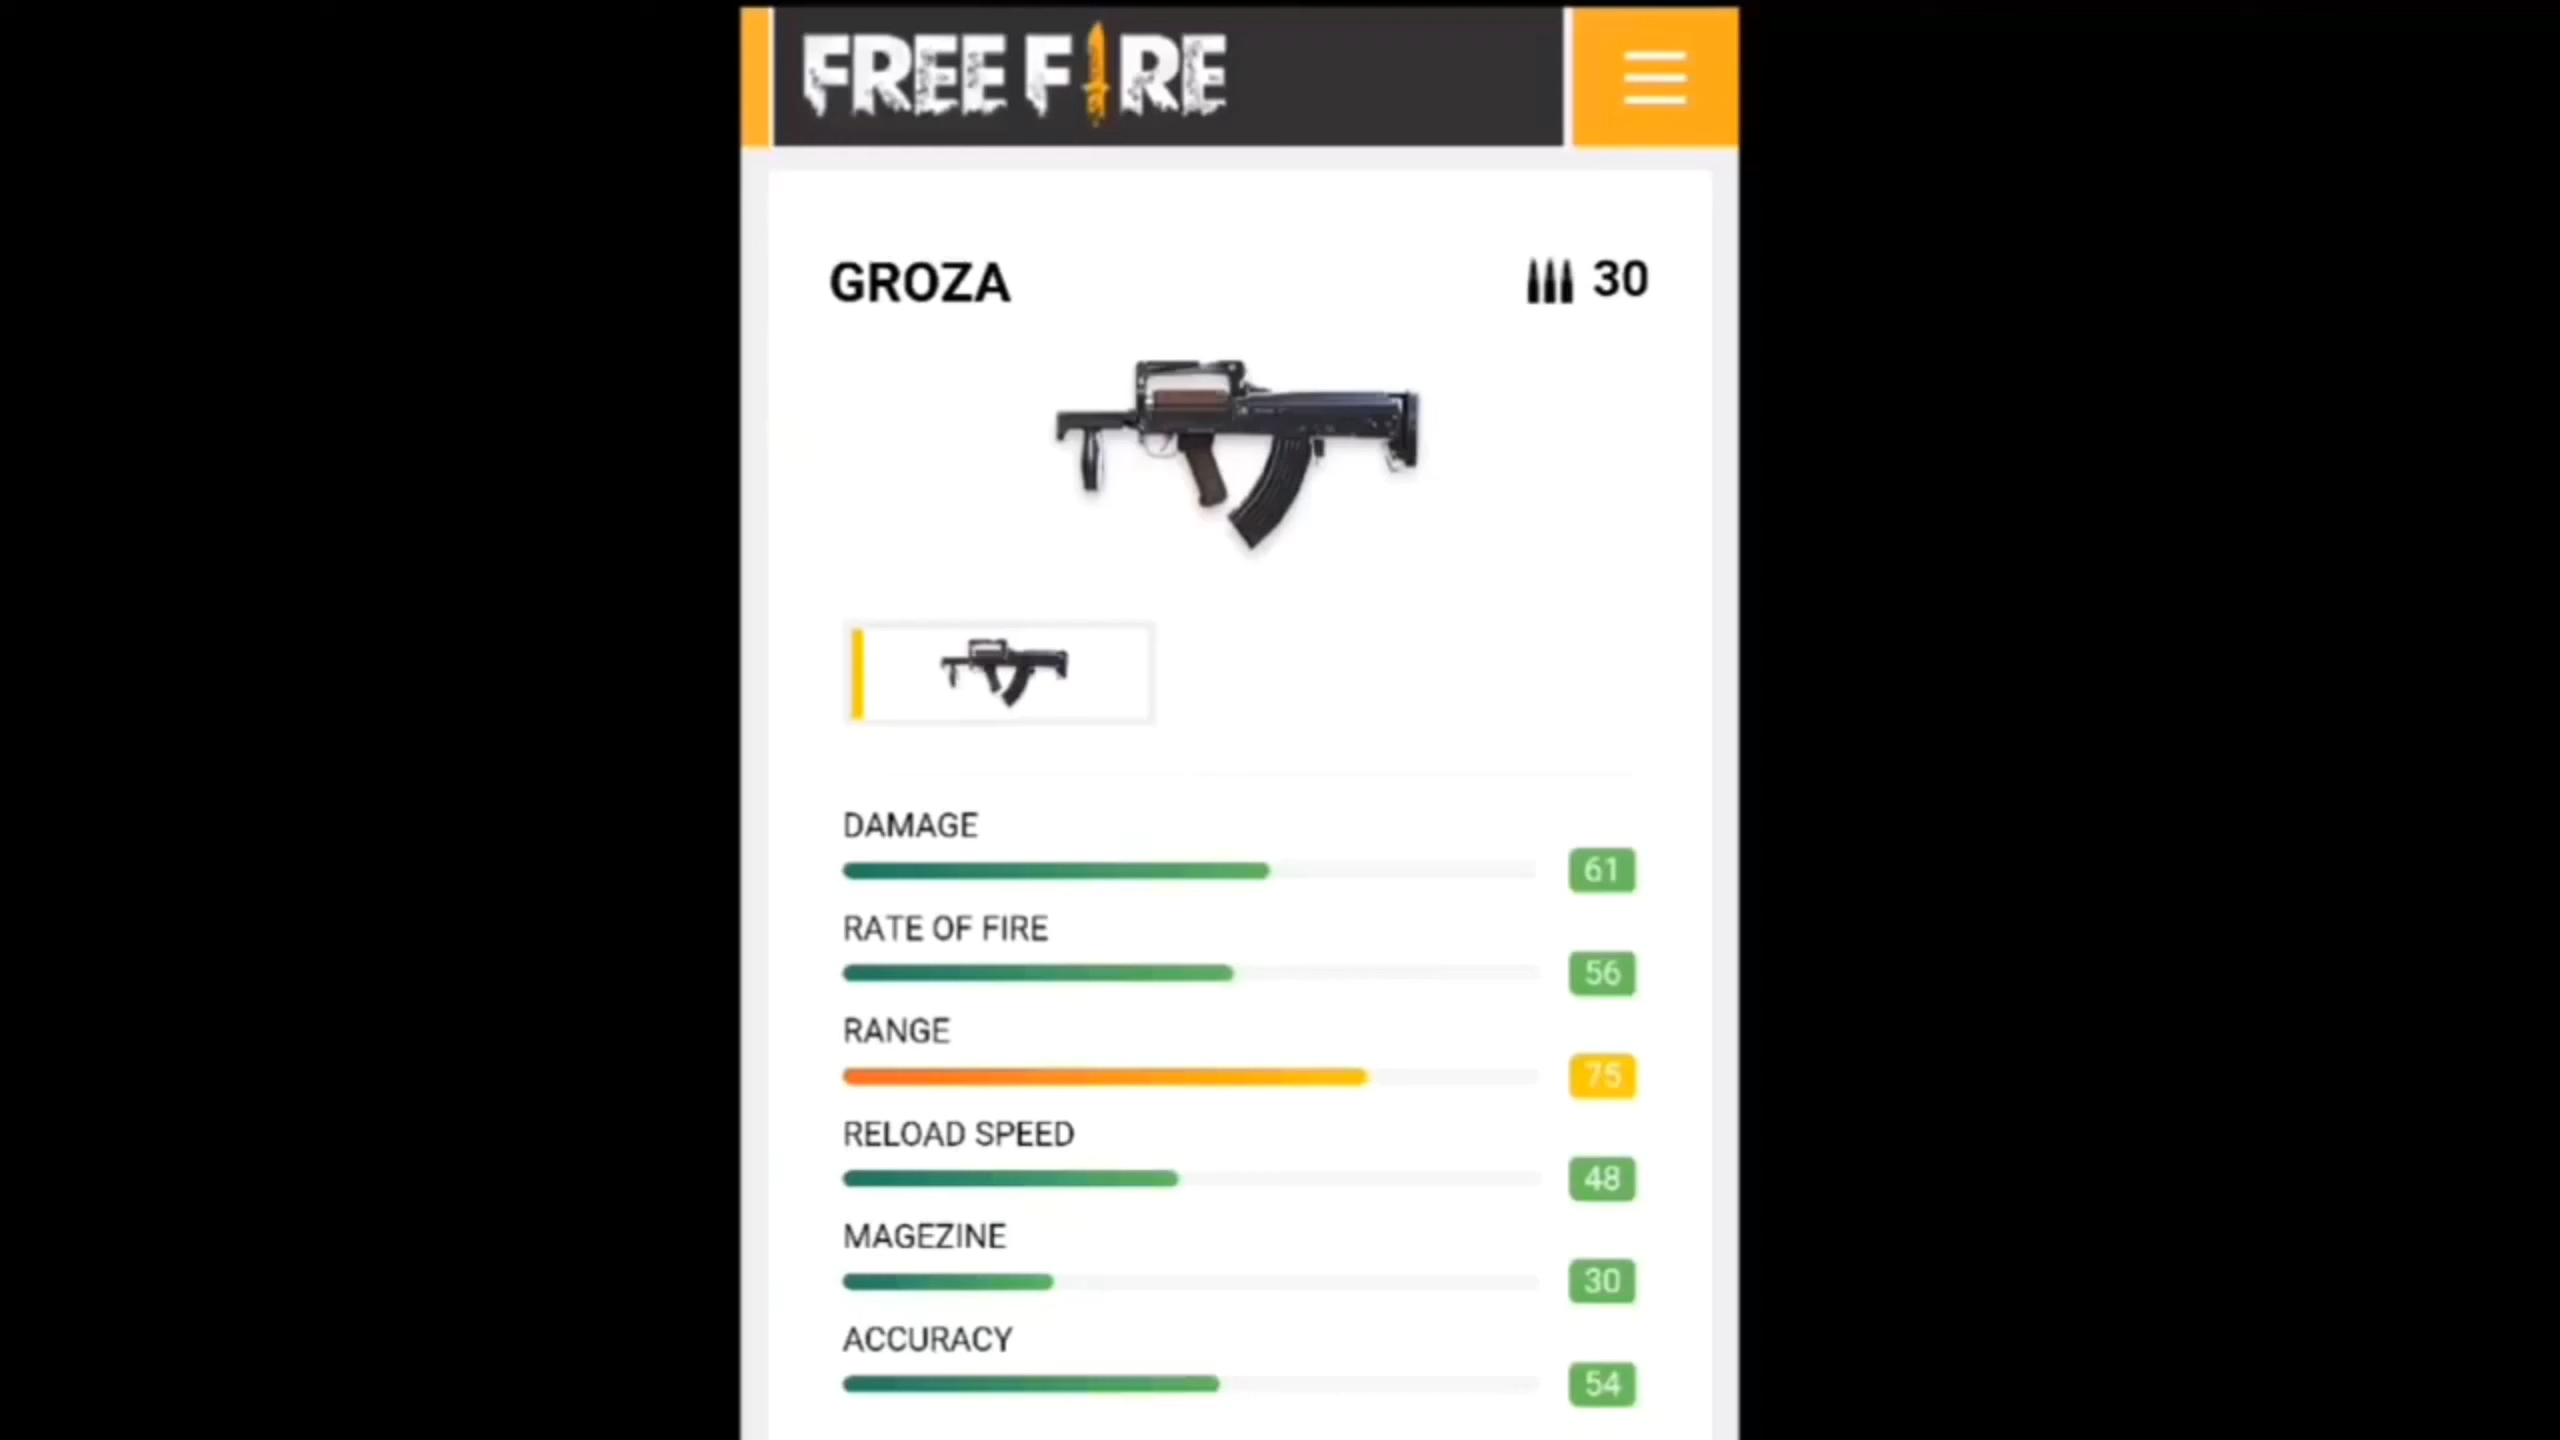 FREE FIRE
GROZA 30
DAMAGE
61
RATE OF FIRE
56
RANGE
75
RELOAD SPEED
48
MAGEZINE
30
ACCURACY
54